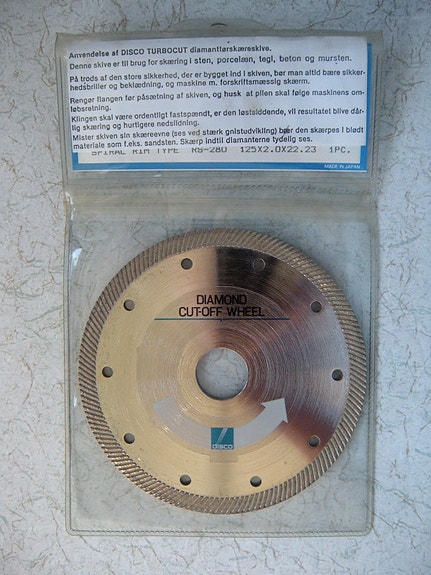 Anvendelse af DISCO TURBOCUT diamanttørskæreskive.
Denne skive er til brug for skæring i sten, porcelæn, tegl, beton og mursten.
På trods af den store sikkerhed, der er bygget ind i skiven, bør man altid bære sikker-
hedsbriller og beklædning, og maskine m. forskriftsmæssig skærm.
Rengør flange før påsætning af skiven, og husk at pilen skal følge maskinens om-
løbsretning.
Klingen skal være ordentligt fastspændt, er den løstsiddende, vil resultatet blive dår-
lig skæring og hurtigere nedslidning.
Mister skiven sin skæreevne (ses ved stærk gnistudvikling) bør den skærpes i blødt
materiale som f.eks. sandsten. Skærp indtil diamanterne tydelig ses.
SPIRAL RIM TYPE RS-280 125X2.0X22.23 1PC.
MADE IN JAPAN
DIAMOND
CUT-OFF WHEEL
disco